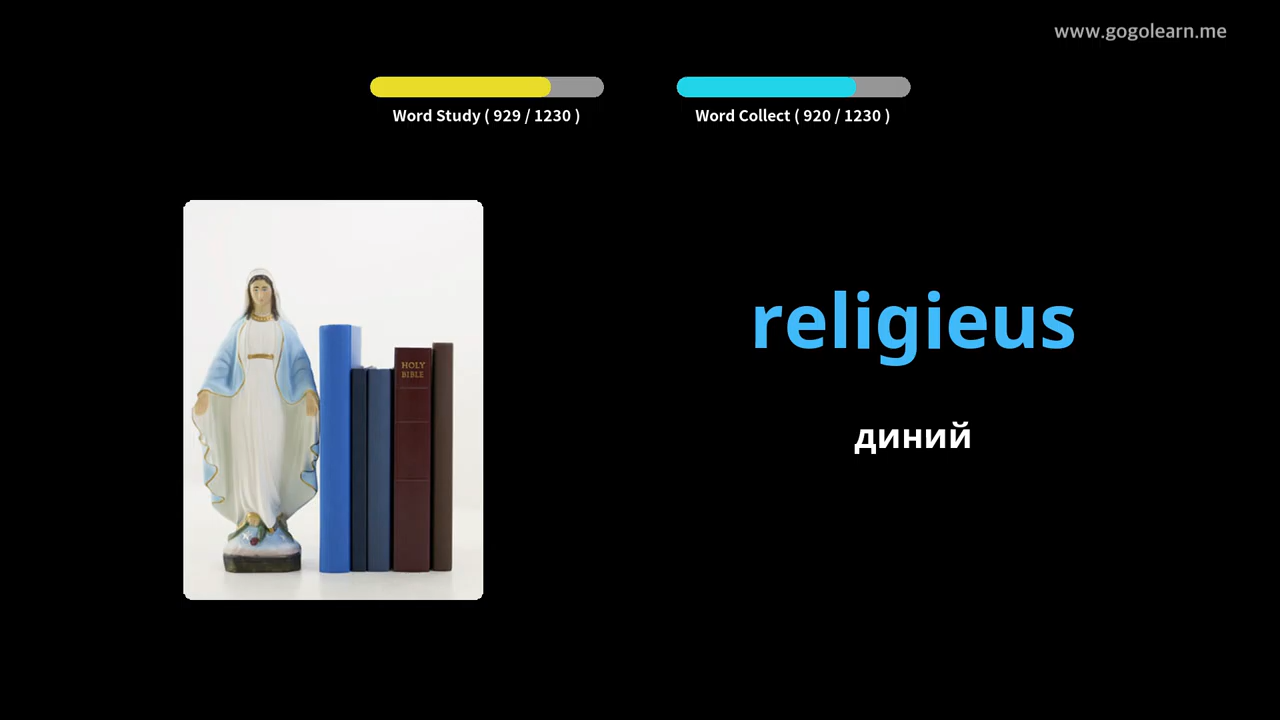 www.gogolearn.me
Word Study ( 929 / 1230 )
Word Collect ( 920 / 1230 )
HOLY
BIBLE
religieus
диний